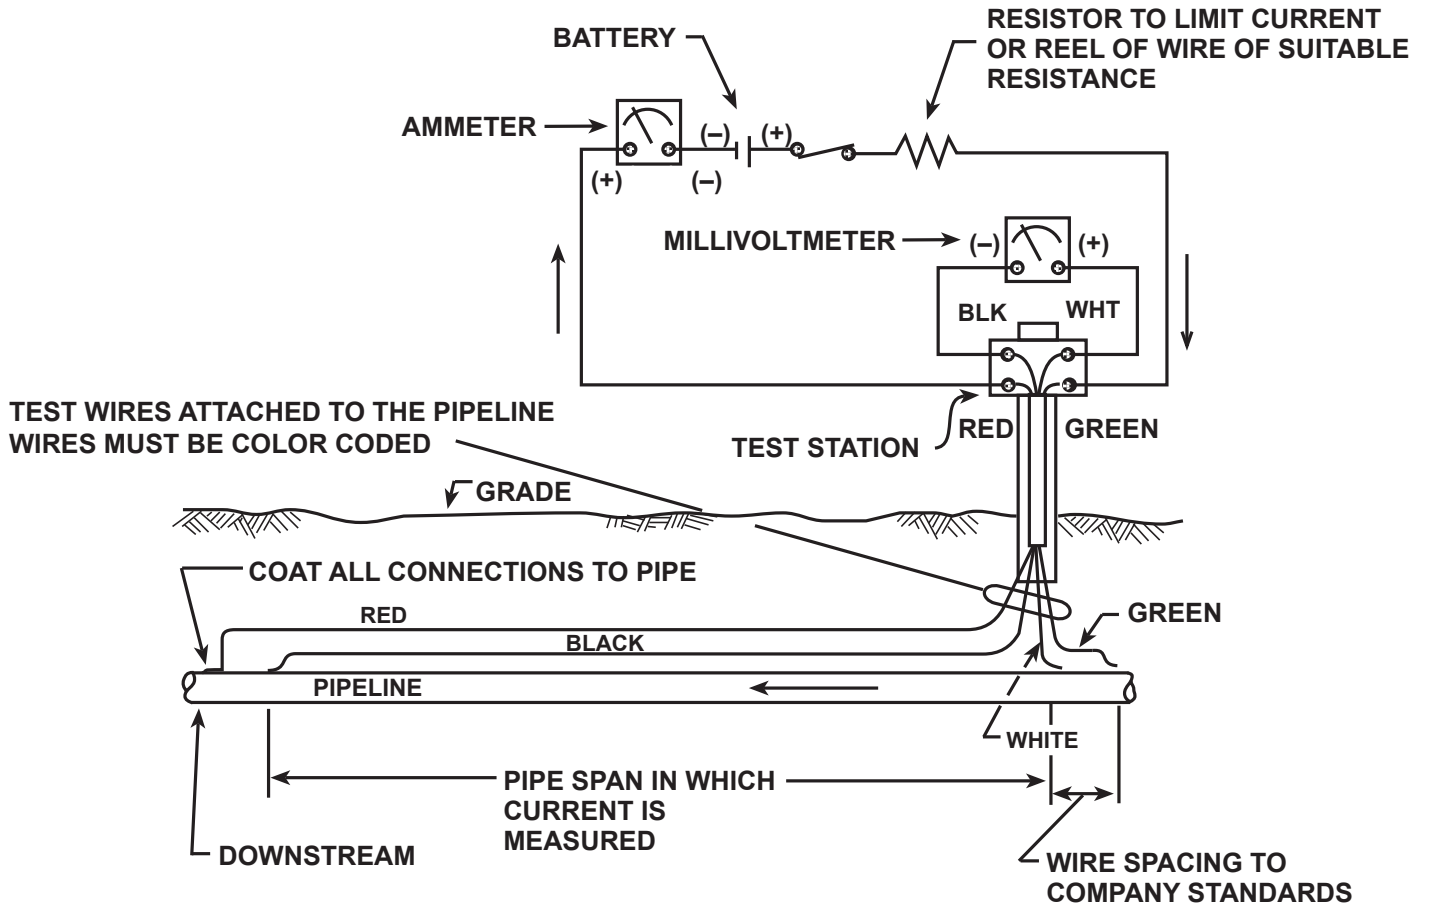 RESISTOR TO LIMIT CURRENT
OR REEL OF WIRE OF SUITABLE
RESISTANCE
BATTERY
AMMETER
(–)
(+)
(+)
(–)
MILLIVOLTMETER
(–)
(+)
BLK
WHT
TEST WIRES ATTACHED TO THE PIPELINE
WIRES MUST BE COLOR CODED
RED
GREEN
TEST STATION
GRADE
COAT ALL CONNECTIONS TO PIPE
RED
GREEN
BLACK
PIPELINE
WHITE
PIPE SPAN IN WHICH
CURRENT IS
MEASURED
DOWNSTREAM
WIRE SPACING TO
COMPANY STANDARDS